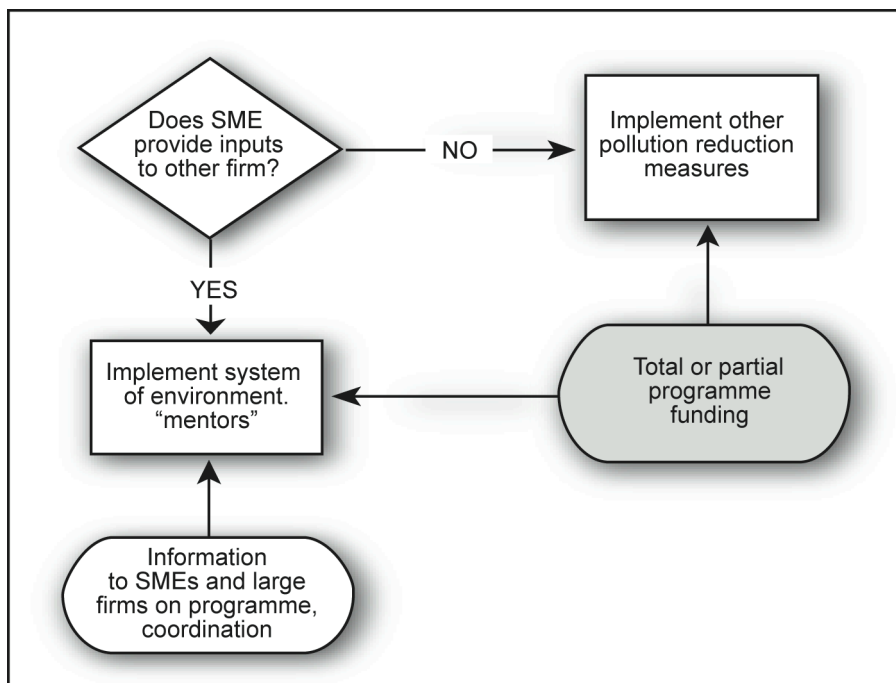 Does SME
provide inputs
to other firm?
NO
Implement other
pollution reduction
measures
YES
Implement system
of environment.
“mentors”
Total or partial
programme
funding
Information
to SMEs and large
firms on programme,
coordination